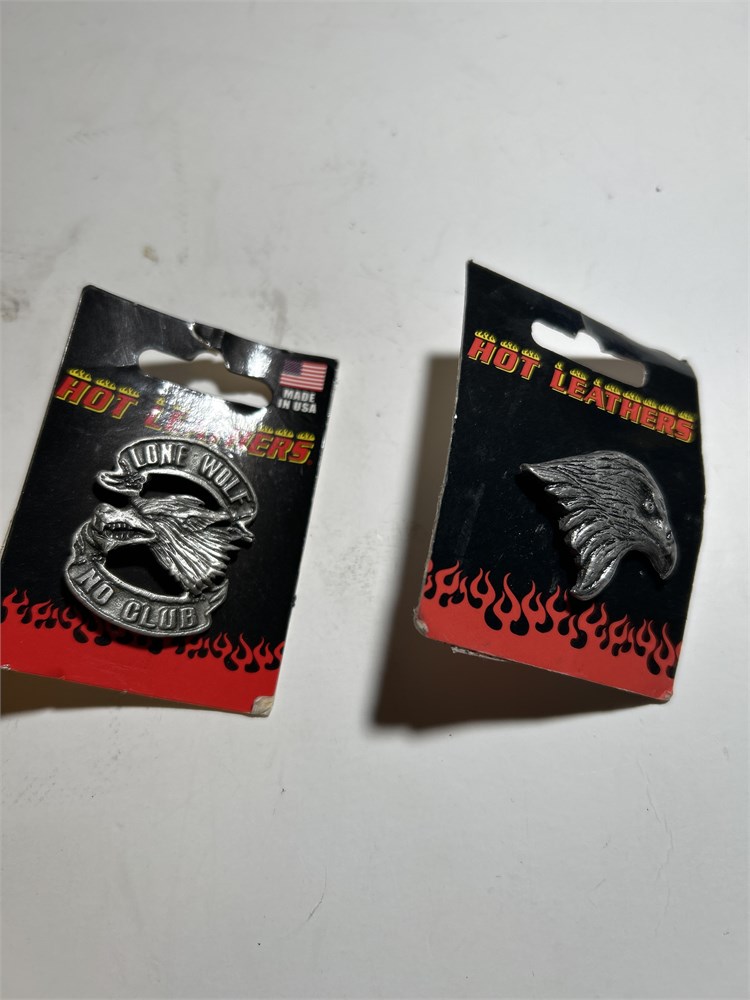 MADE
IN USA
HOT LEATHERS
LONE WOLF
NO CLUB
HOT LEATHERS